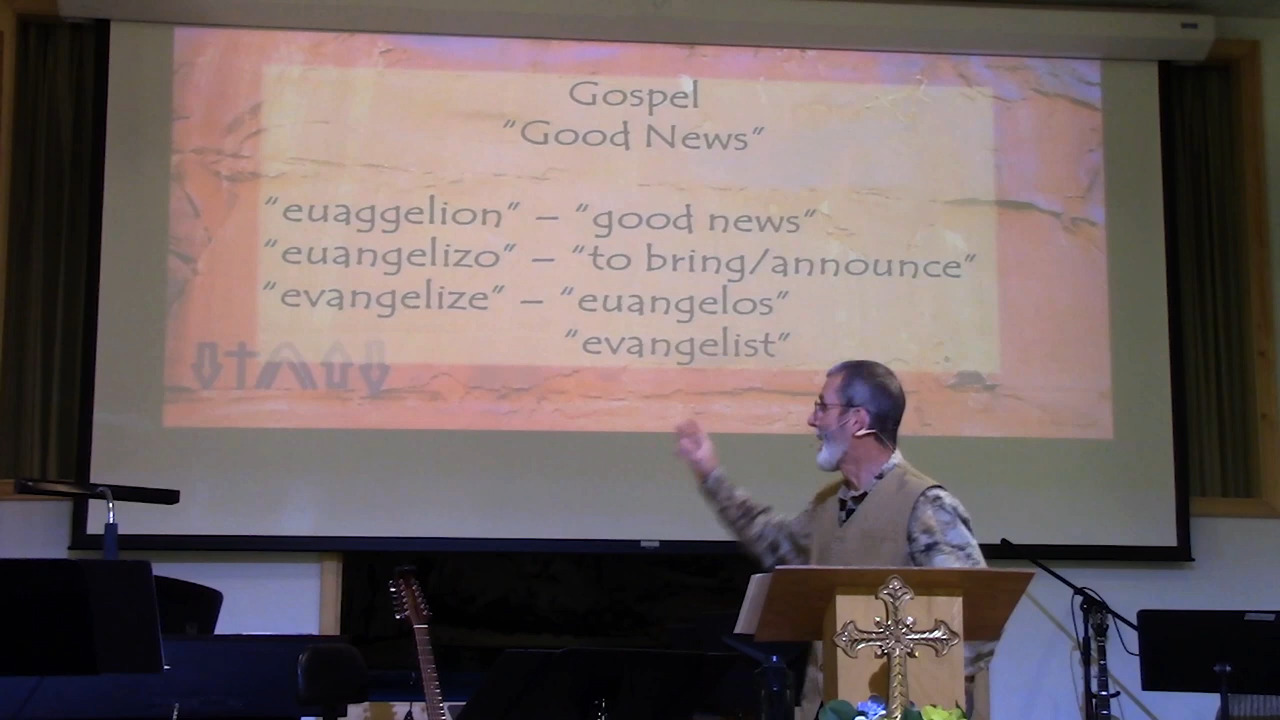 Gospel
"Good News"
"euaggelion" – "good news"
"euangelizo" – "to bring/announce"
"evangelize" – "euangelos"
"evangelist"